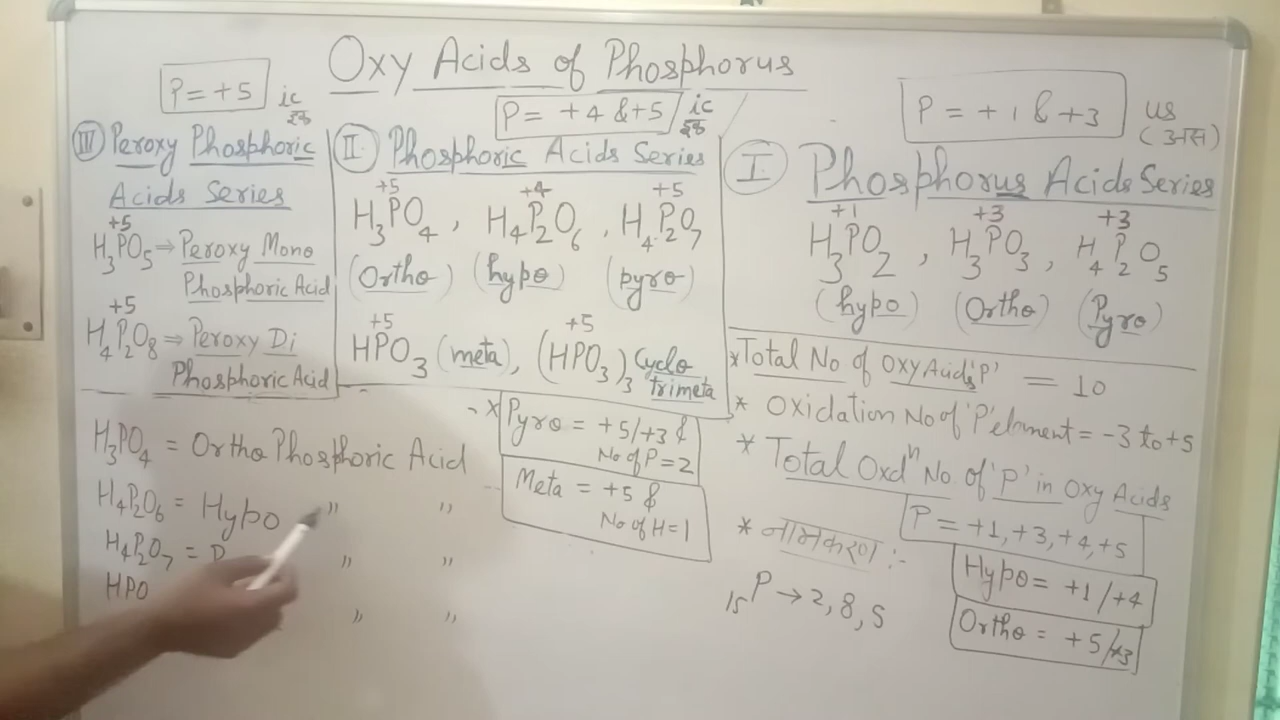 Oxy Acids of Phosphorus
P = +5 ic
इक
III Peroxy Phosphoric
Acids Series
+5
H3PO5 ⇒ Peroxy Mono
Phosphoric Acid
+5
H4P2O8 ⇒ Peroxy Di
Phosphoric Acid
P = +4 & +5 ic
इक
II Phosphoric Acids Series
+5 +4 +5
H3PO4, H4P2O6, H4P2O7
(Ortho) (hypo) (pyro)
+5 +5
HPO3 (meta), (HPO3)3 Cyclo
trimeta
P = +1 & +3 us
(अस)
I Phosphorus Acids Series
+1 +3 +3
H3PO2, H3PO3, H4P2O5
(hypo) (Ortho) (Pyro)
*Total No of Oxy Acids 'P' = 10
* Oxidation No of 'P' elment = -3 to +5
* Total Oxdn No. of 'P' in Oxy Acids
P = +1, +3, +4, +5
* नामकरण :-
Hypo = +1/+4
15P → 2, 8, 5
Ortho = +5/+3
x Pyro = +5/+3 &
No of P = 2
Meta = +5 &
No of H = 1
H3PO4 = Ortho Phosphoric Acid
H4P2O6 = Hypo " "
H4P2O7 = P " "
HPO " "